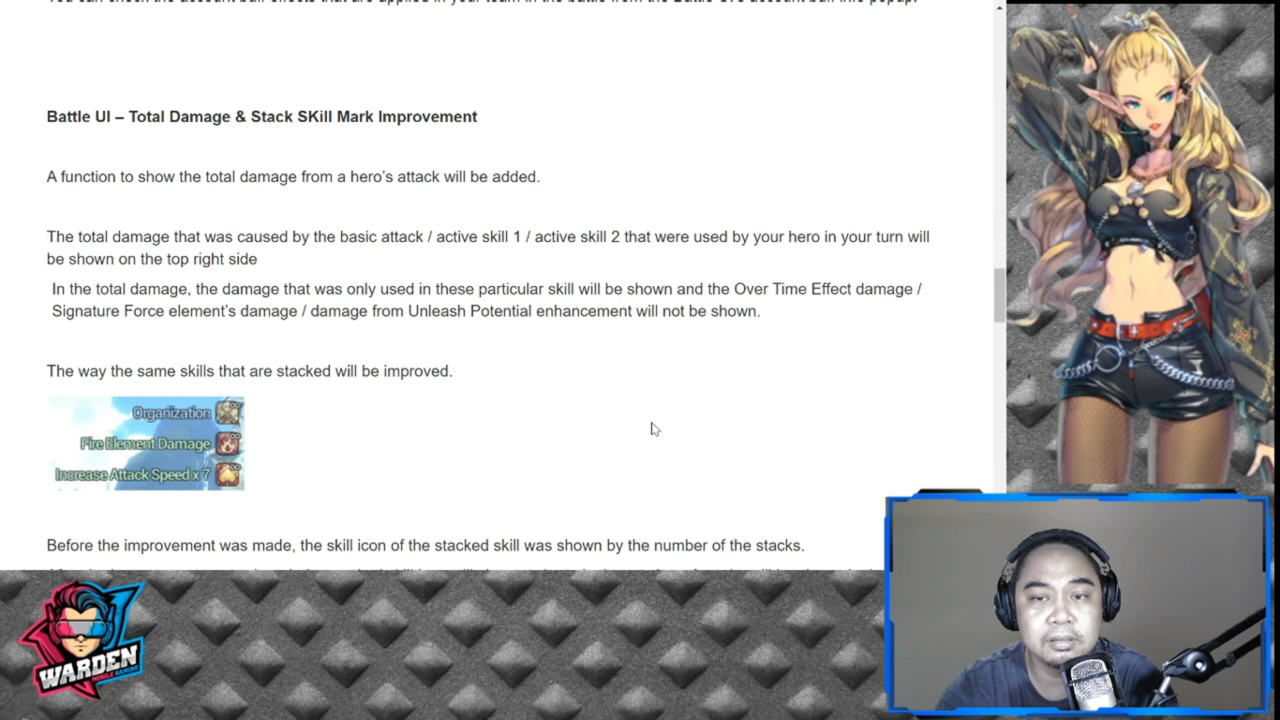 Battle UI – Total Damage & Stack SKill Mark Improvement
A function to show the total damage from a hero's attack will be added.
The total damage that was caused by the basic attack / active skill 1 / active skill 2 that were used by your hero in your turn will
be shown on the top right side
In the total damage, the damage that was only used in these particular skill will be shown and the Over Time Effect damage /
Signature Force element's damage / damage from Unleash Potential enhancement will not be shown.
The way the same skills that are stacked will be improved.
Organization
Fire Element Damage
Increase Attack Speed x 7
Before the improvement was made, the skill icon of the stacked skill was shown by the number of the stacks.
WARDEN
MOBILE GAMING